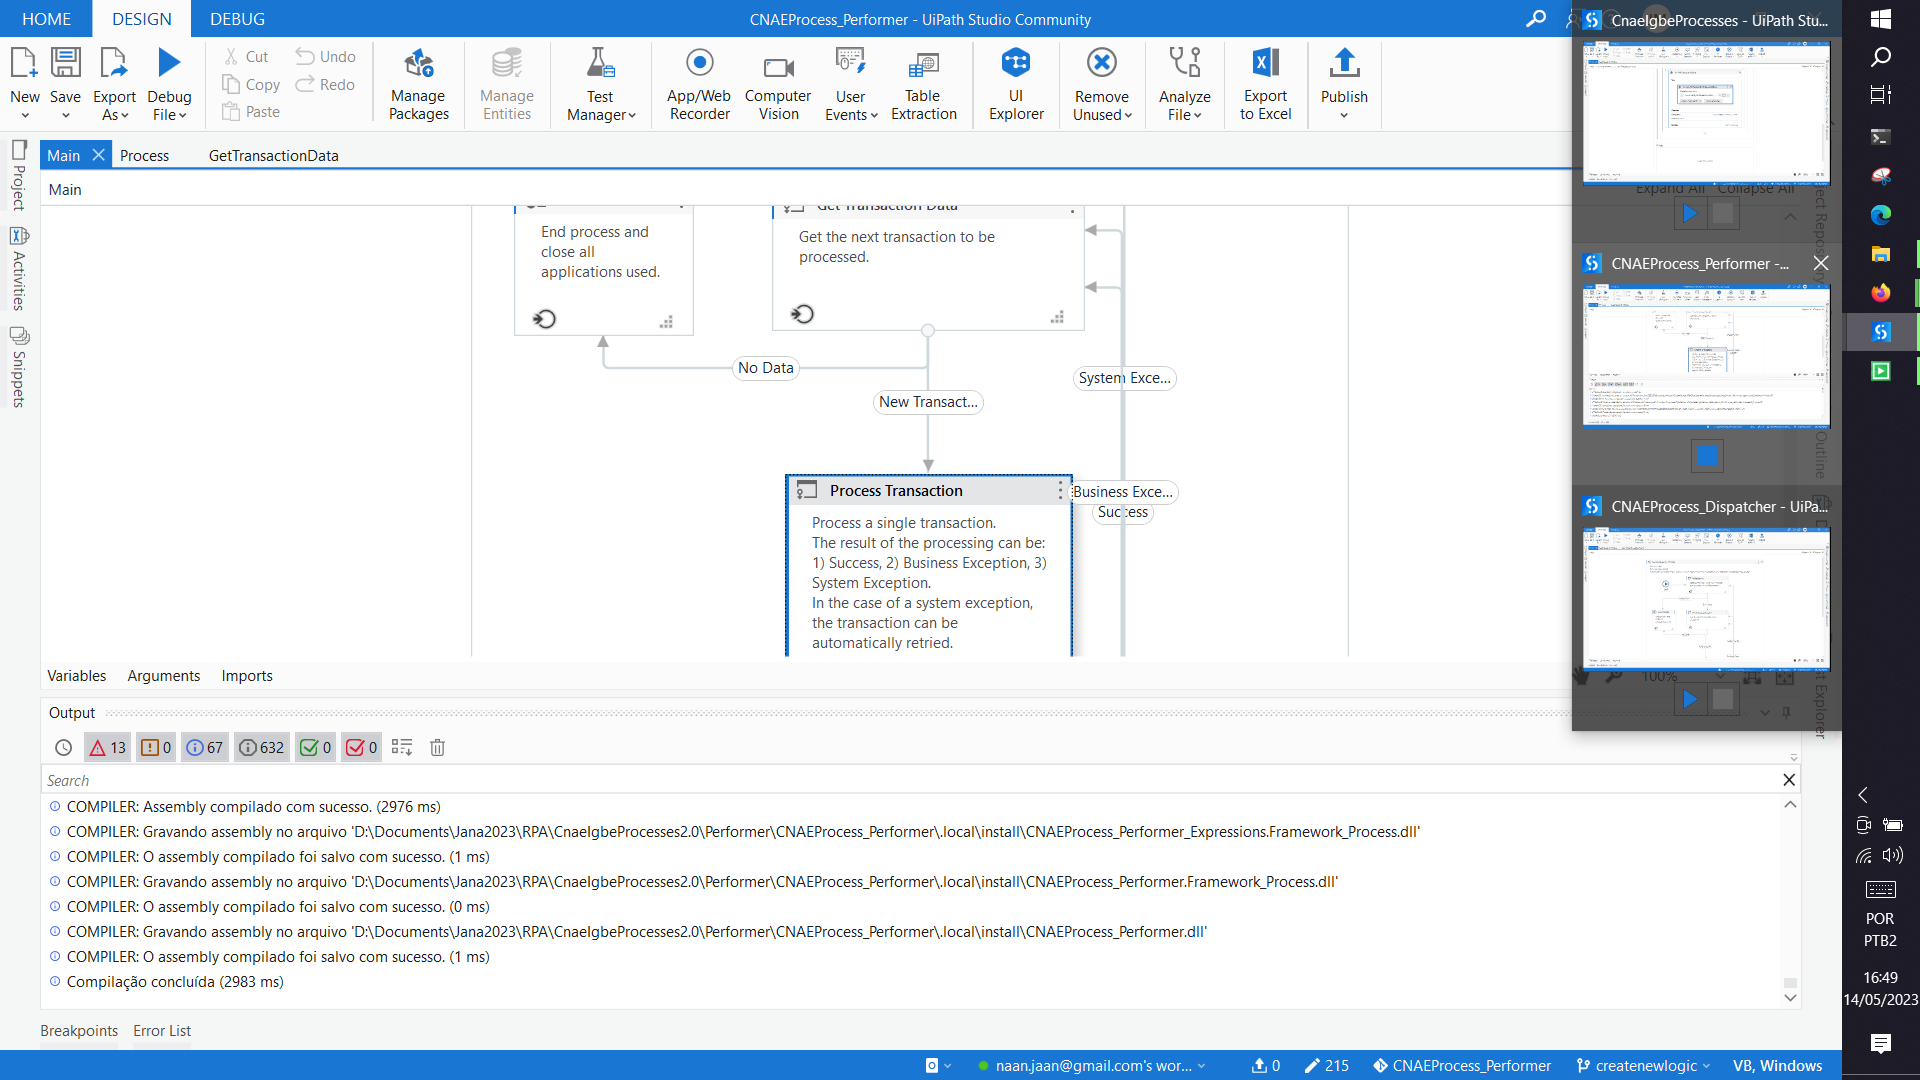 HOME DESIGN DEBUG
CNAEProcess_Performer - UiPath Studio Community
New
Save
Export As
Debug File
Cut
Copy
Paste
Undo
Redo
Manage Packages
Manage Entities
Test Manager
App/Web Recorder
Computer Vision
User Events
Table Extraction
UI Explorer
Remove Unused
Analyze File
Export to Excel
Publish
Main Process GetTransactionData
Main
Expand All Collapse All
Project
Activities
Snippets
End process and
close all
applications used.
Get Transaction Data
Get the next transaction to be
processed.
No Data
New Transact...
System Exce...
Business Exce...
Success
Process Transaction
Process a single transaction.
The result of the processing can be:
1) Success, 2) Business Exception, 3)
System Exception.
In the case of a system exception,
the transaction can be
automatically retried.
Variables Arguments Imports
100%
Output
13 0 67 632 0 0
Search
COMPILER: Assembly compilado com sucesso. (2976 ms)
COMPILER: Gravando assembly no arquivo 'D:\Documents\Jana2023\RPA\CnaeIgbeProcesses2.0\Performer\CNAEProcess_Performer\.local\install\CNAEProcess_Performer_Expressions.Framework_Process.dll'
COMPILER: O assembly compilado foi salvo com sucesso. (1 ms)
COMPILER: Gravando assembly no arquivo 'D:\Documents\Jana2023\RPA\CnaeIgbeProcesses2.0\Performer\CNAEProcess_Performer\.local\install\CNAEProcess_Performer.Framework_Process.dll'
COMPILER: O assembly compilado foi salvo com sucesso. (0 ms)
COMPILER: Gravando assembly no arquivo 'D:\Documents\Jana2023\RPA\CnaeIgbeProcesses2.0\Performer\CNAEProcess_Performer\.local\install\CNAEProcess_Performer.dll'
COMPILER: O assembly compilado foi salvo com sucesso. (1 ms)
Compilação concluída (2983 ms)
Breakpoints Error List
naan.jaan@gmail.com's wor... 0 215 CNAEProcess_Performer createnewlogic VB, Windows
CnaeIgbeProcesses - UiPath Stu...
CNAEProcess_Performer -...
CNAEProcess_Dispatcher - UiPa...
Outline
POR
PTB2
16:49
14/05/2023